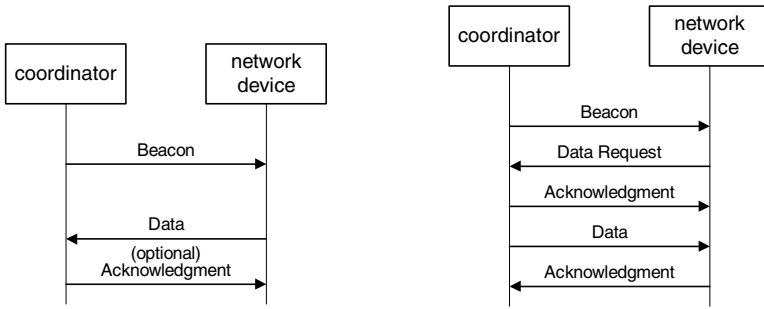 coordinator
network
device
Beacon
Data
(optional)
Acknowledgment
coordinator
network
device
Beacon
Data Request
Acknowledgment
Data
Acknowledgment